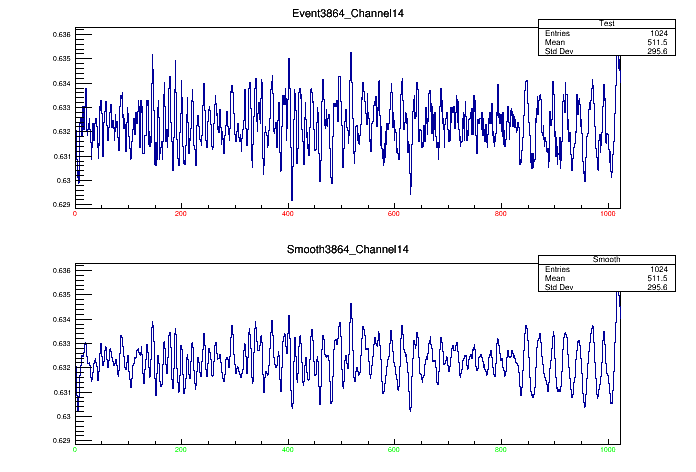 Event3864_Channel14
Test
Entries 1024
Mean 511.5
Std Dev 295.6
0.636
0.635
0.634
0.633
0.632
0.631
0.63
0.629
0 200 400 600 800 1000
Smooth3864_Channel14
Smooth
Entries 1024
Mean 511.5
Std Dev 295.6
0.636
0.635
0.634
0.633
0.632
0.631
0.63
0.629
0 200 400 600 800 1000